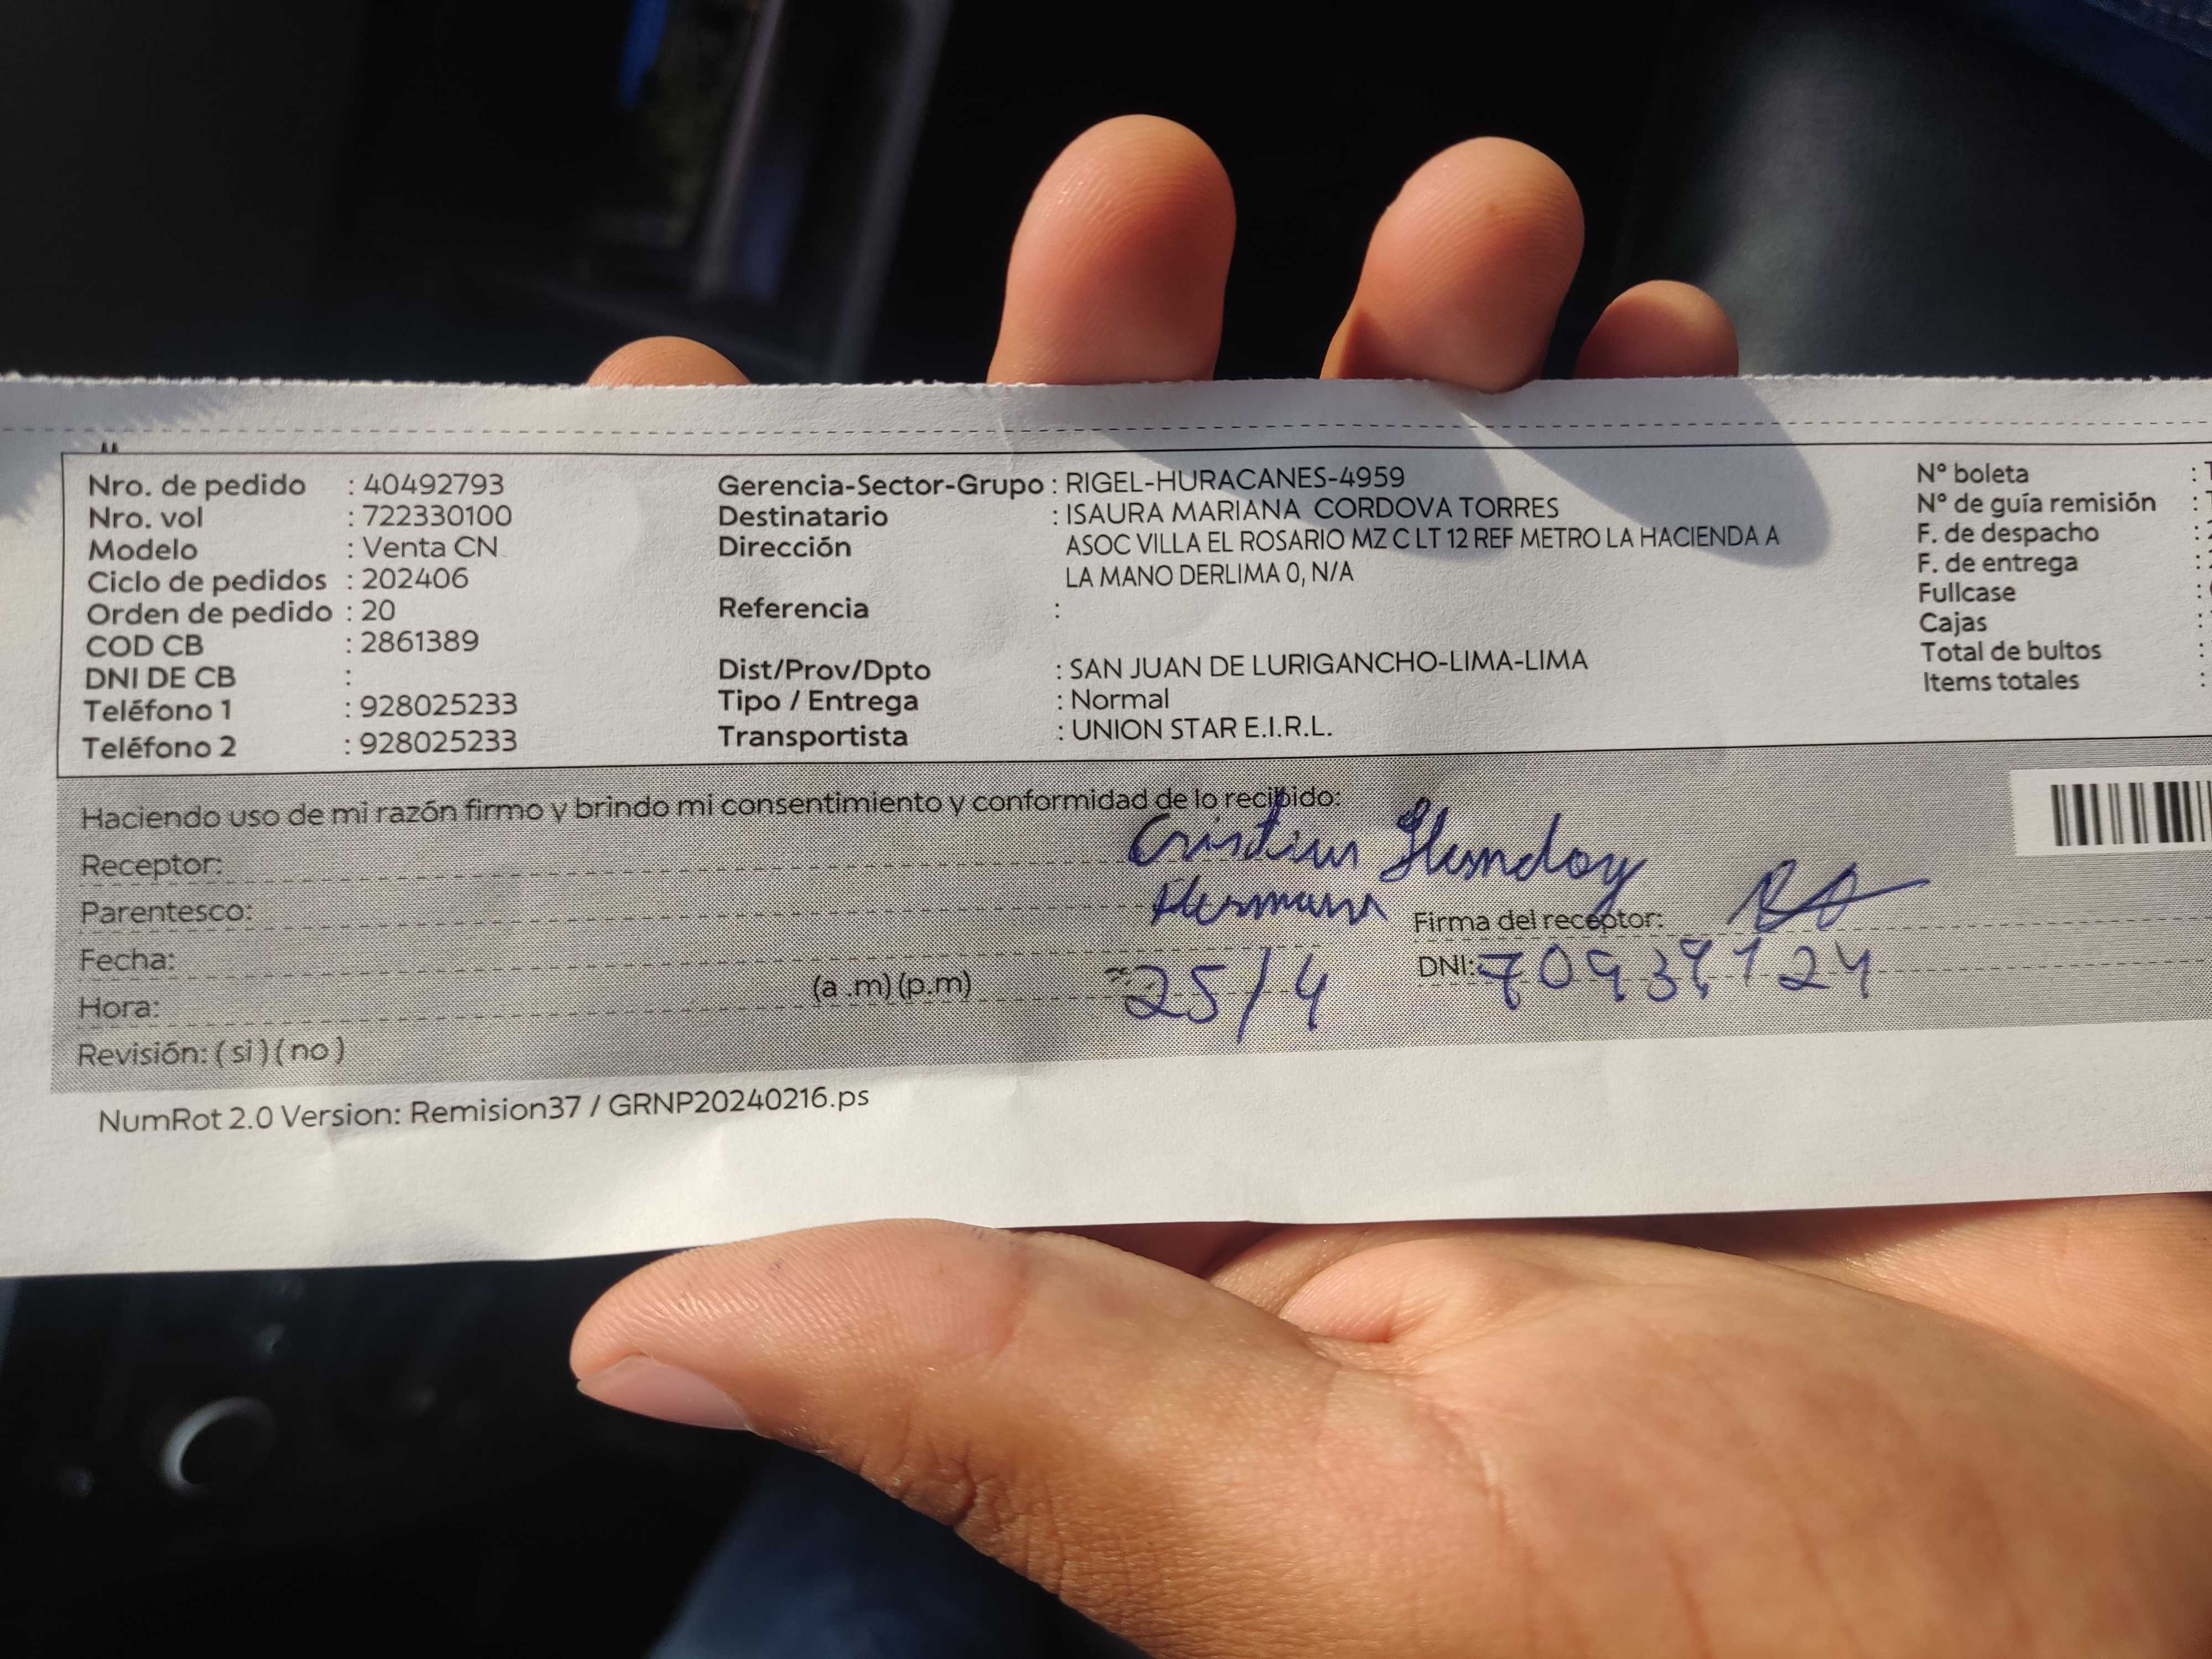 Nro. de pedido : 40492793
Nro. vol : 722330100
Modelo : Venta CN
Ciclo de pedidos : 202406
Orden de pedido : 20
COD CB : 2861389
DNI DE CB :
Teléfono 1 : 928025233
Teléfono 2 : 928025233
Gerencia-Sector-Grupo : RIGEL-HURACANES-4959
Destinatario : ISAURA MARIANA CORDOVA TORRES
Dirección ASOC VILLA EL ROSARIO MZ C LT 12 REF METRO LA HACIENDA A
LA MANO DERLIMA 0, N/A
Referencia :
Dist/Prov/Dpto : SAN JUAN DE LURIGANCHO-LIMA-LIMA
Tipo / Entrega : Normal
Transportista : UNION STAR E.I.R.L.
N° boleta :
N° de guía remisión :
F. de despacho :
F. de entrega :
Fullcase :
Cajas :
Total de bultos :
Items totales :
Haciendo uso de mi razón firmo y brindo mi consentimiento y conformidad de lo recibido:
Receptor: Cristian
Parentesco: Hermano
Firma del receptor:
Fecha: 25/4
DNI:
Hora: (a .m) (p.m)
Revisión: ( si ) ( no )
NumRot 2.0 Version: Remision37 / GRNP20240216.ps